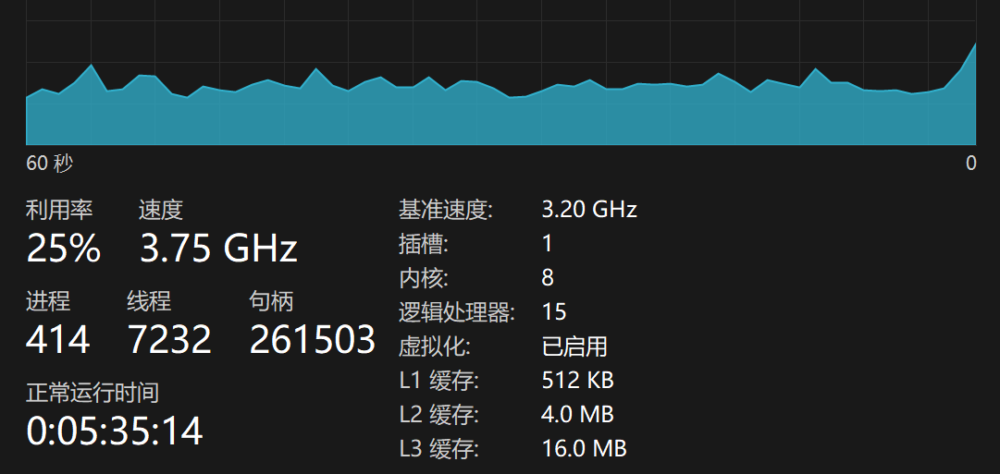 60 秒 0
利用率 速度
25% 3.75 GHz
进程 线程 句柄
414 7232 261503
正常运行时间
0:05:35:14
基准速度: 3.20 GHz
插槽: 1
内核: 8
逻辑处理器: 15
虚拟化: 已启用
L1 缓存: 512 KB
L2 缓存: 4.0 MB
L3 缓存: 16.0 MB